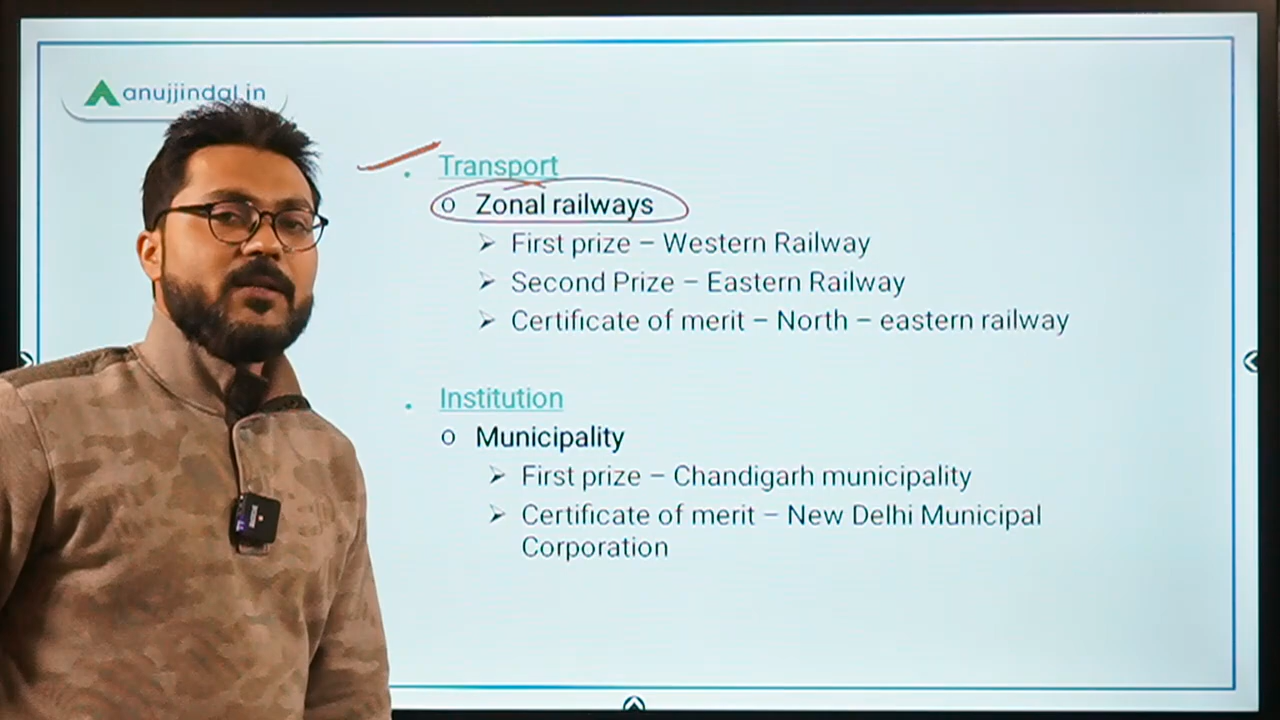 anujjindal.in
Transport
o Zonal railways
➢ First prize – Western Railway
➢ Second Prize – Eastern Railway
➢ Certificate of merit – North – eastern railway
Institution
o Municipality
➢ First prize – Chandigarh municipality
➢ Certificate of merit – New Delhi Municipal
Corporation